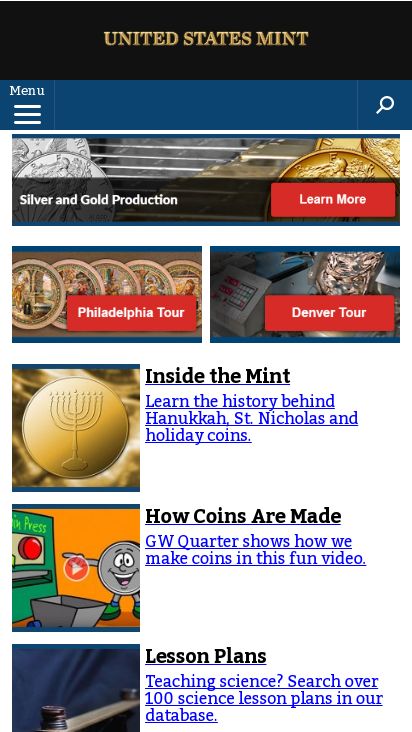 UNITED STATES MINT
Menu
Silver and Gold Production
Learn More
Philadelphia Tour
Denver Tour
Inside the Mint
Learn the history behind
Hanukkah, St. Nicholas and
holiday coins.
Press
How Coins Are Made
GW Quarter shows how we
make coins in this fun video.
Lesson Plans
Teaching science? Search over
100 science lesson plans in our
database.